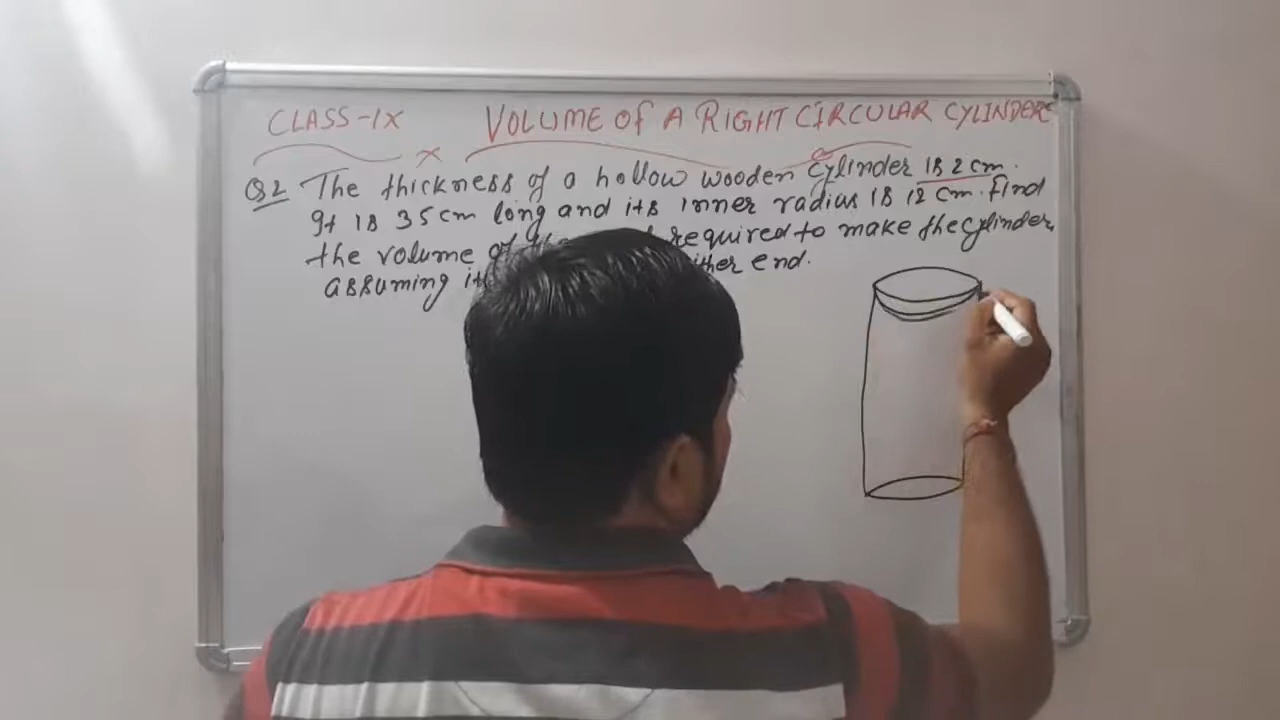 CLASS-IX VOLUME OF A RIGHT CIRCULAR CYLINDER
Q2 The thickness of a hollow wooden cylinder is 2 cm.
It is 35 cm long and its inner radius is 12 cm. Find
the volume of the required to make the cylinder,
assuming it either end.